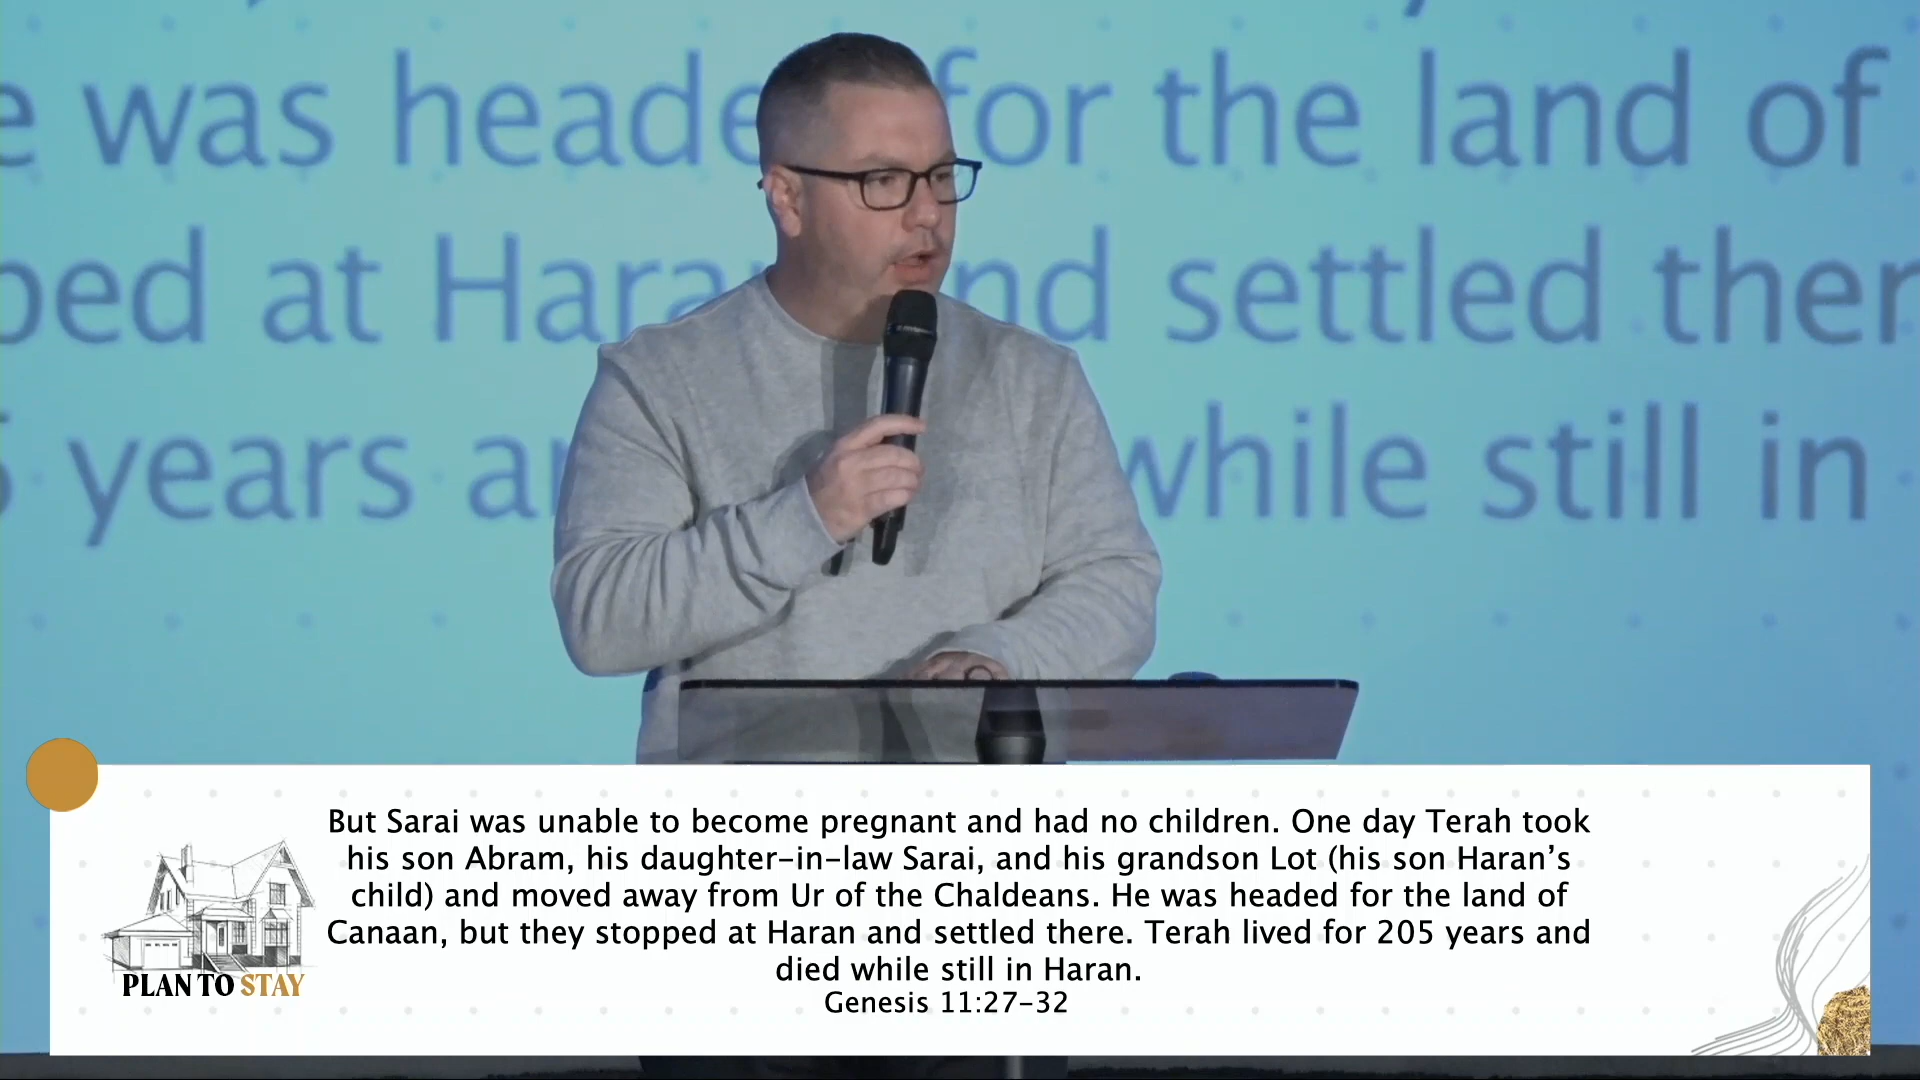 e was heade for the land of
ped at Hara nd settled ther
years a while still in
But Sarai was unable to become pregnant and had no children. One day Terah took
his son Abram, his daughter-in-law Sarai, and his grandson Lot (his son Haran's
child) and moved away from Ur of the Chaldeans. He was headed for the land of
Canaan, but they stopped at Haran and settled there. Terah lived for 205 years and
died while still in Haran.
Genesis 11:27-32
PLAN TO STAY